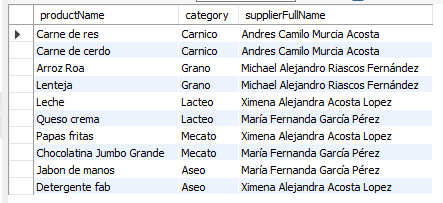 productName category supplierFullName
Carne de res Carnico Andres Camilo Murcia Acosta
Carne de cerdo Carnico Andres Camilo Murcia Acosta
Arroz Roa Grano Michael Alejandro Riascos Fernández
Lenteja Grano Michael Alejandro Riascos Fernández
Leche Lacteo Ximena Alejandra Acosta Lopez
Queso crema Lacteo María Fernanda García Pérez
Papas fritas Mecato Ximena Alejandra Acosta Lopez
Chocolatina Jumbo Grande Mecato María Fernanda García Pérez
Jabon de manos Aseo María Fernanda García Pérez
Detergente fab Aseo Ximena Alejandra Acosta Lopez